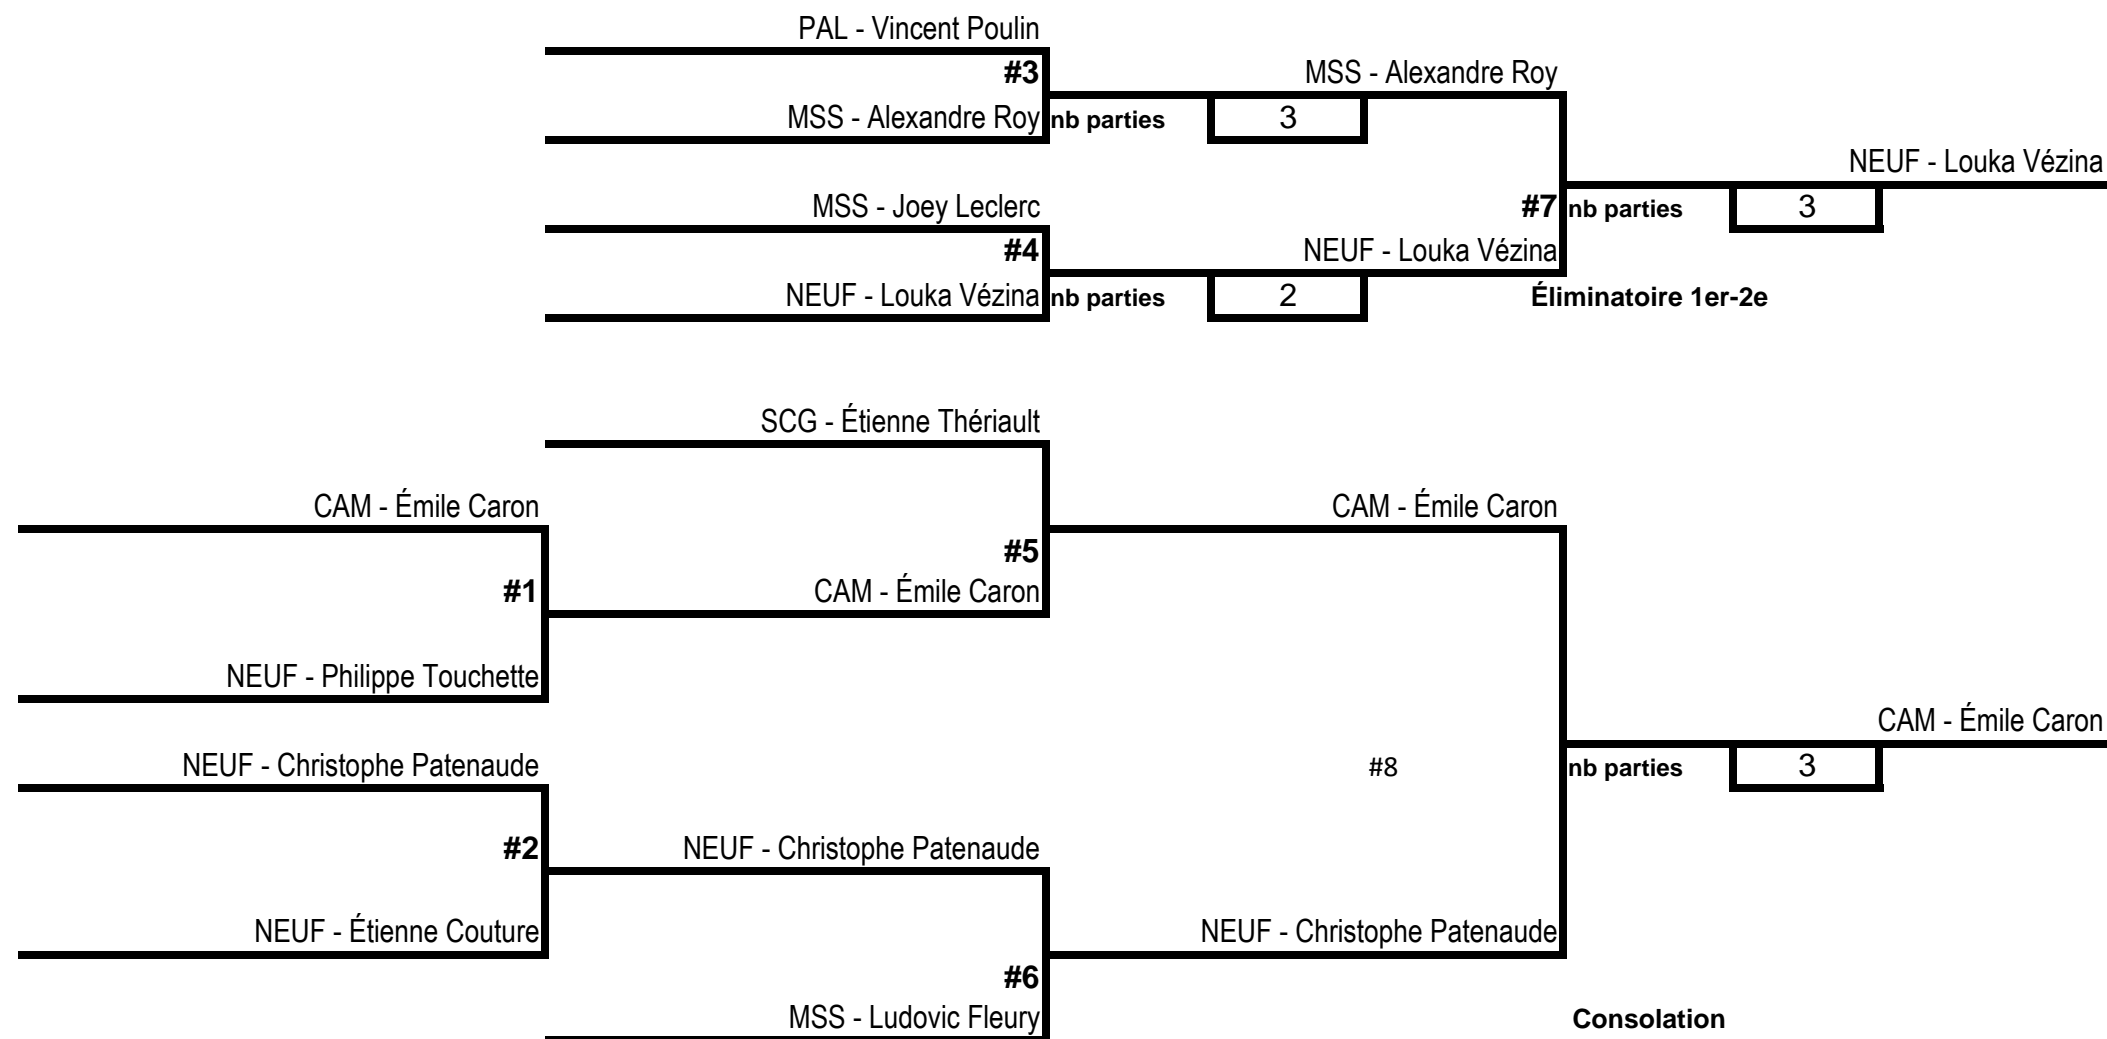 PAL - Vincent Poulin
#3
MSS - Alexandre Roy
MSS - Alexandre Roy
nb parties
3
NEUF - Louka Vézina
MSS - Joey Leclerc
#7
nb parties
3
#4
NEUF - Louka Vézina
NEUF - Louka Vézina
nb parties
2
Éliminatoire 1er-2e
SCG - Étienne Thériault
CAM - Émile Caron
CAM - Émile Caron
#5
#1
CAM - Émile Caron
NEUF - Philippe Touchette
CAM - Émile Caron
NEUF - Christophe Patenaude
#8
nb parties
3
#2
NEUF - Christophe Patenaude
NEUF - Étienne Couture
NEUF - Christophe Patenaude
#6
MSS - Ludovic Fleury
Consolation